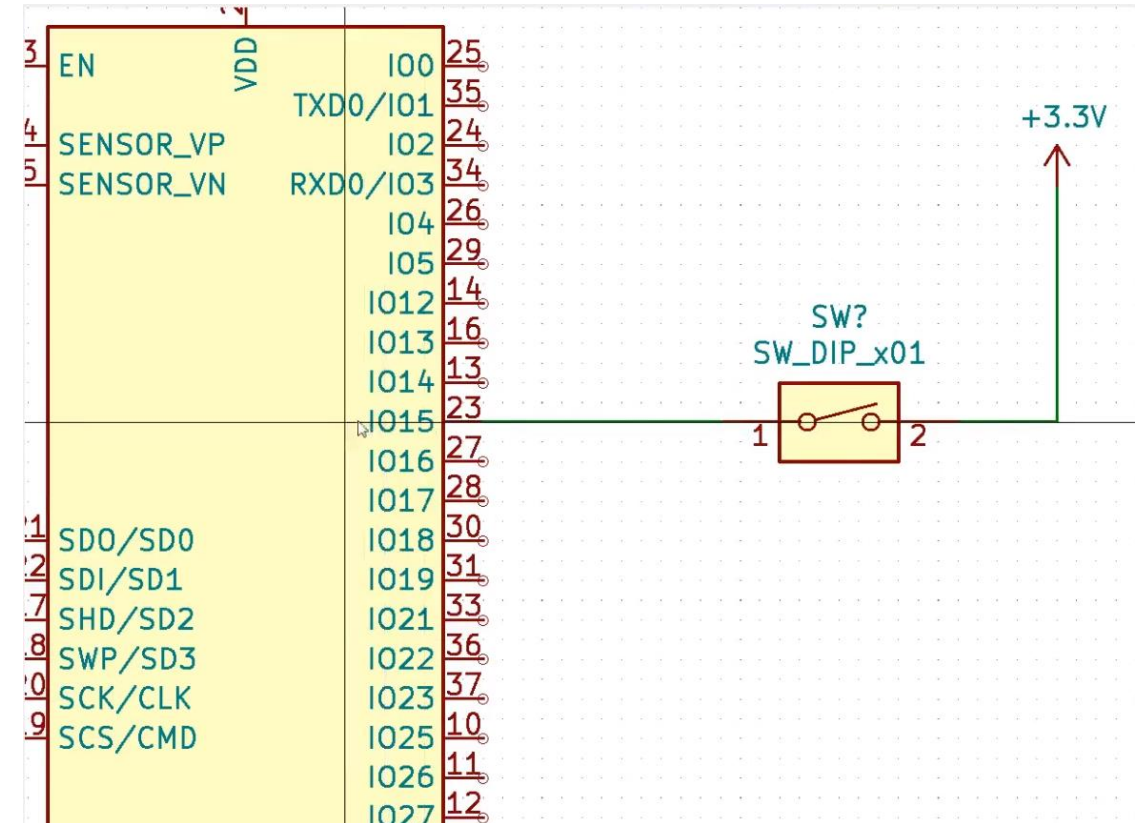 3 EN VDD IO0 25
TXD0/IO1 35
+3.3V
4 SENSOR_VP IO2 24
5 SENSOR_VN RXD0/IO3 34
IO4 26
IO5 29
IO12 14
SW?
IO13 16
SW_DIP_x01
IO14 13
IO15 23
1 2
IO16 27
IO17 28
SDO/SD0 IO18 30
SDI/SD1 IO19 31
SHD/SD2 IO21 33
SWP/SD3 IO22 36
SCK/CLK IO23 37
SCS/CMD IO25 10
IO26 11
IO27 12